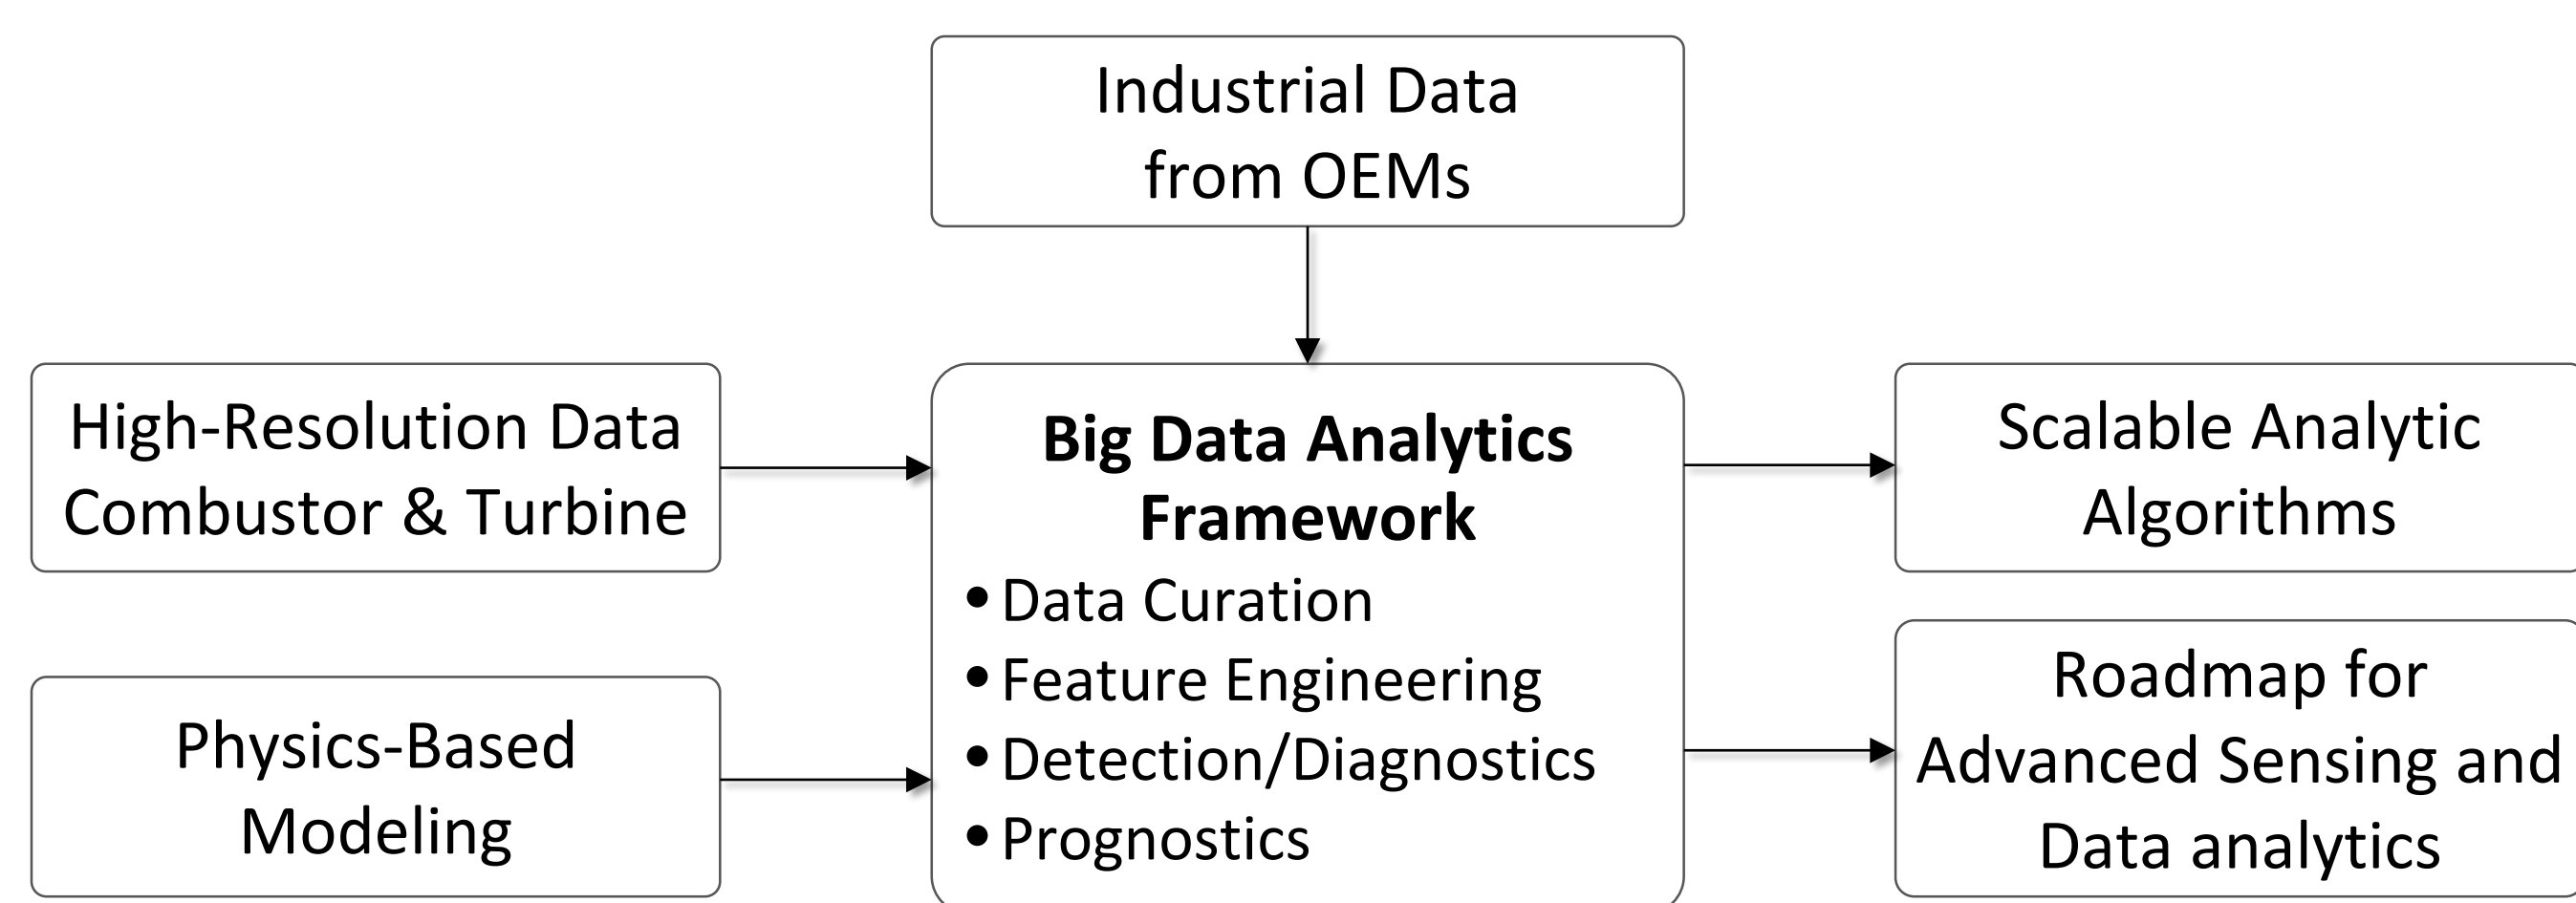 Industrial Data
from OEMs
High-Resolution Data
Combustor & Turbine
Physics-Based
Modeling
Big Data Analytics
Framework
• Data Curation
• Feature Engineering
• Detection/Diagnostics
• Prognostics
Scalable Analytic
Algorithms
Roadmap for
Advanced Sensing and
Data analytics